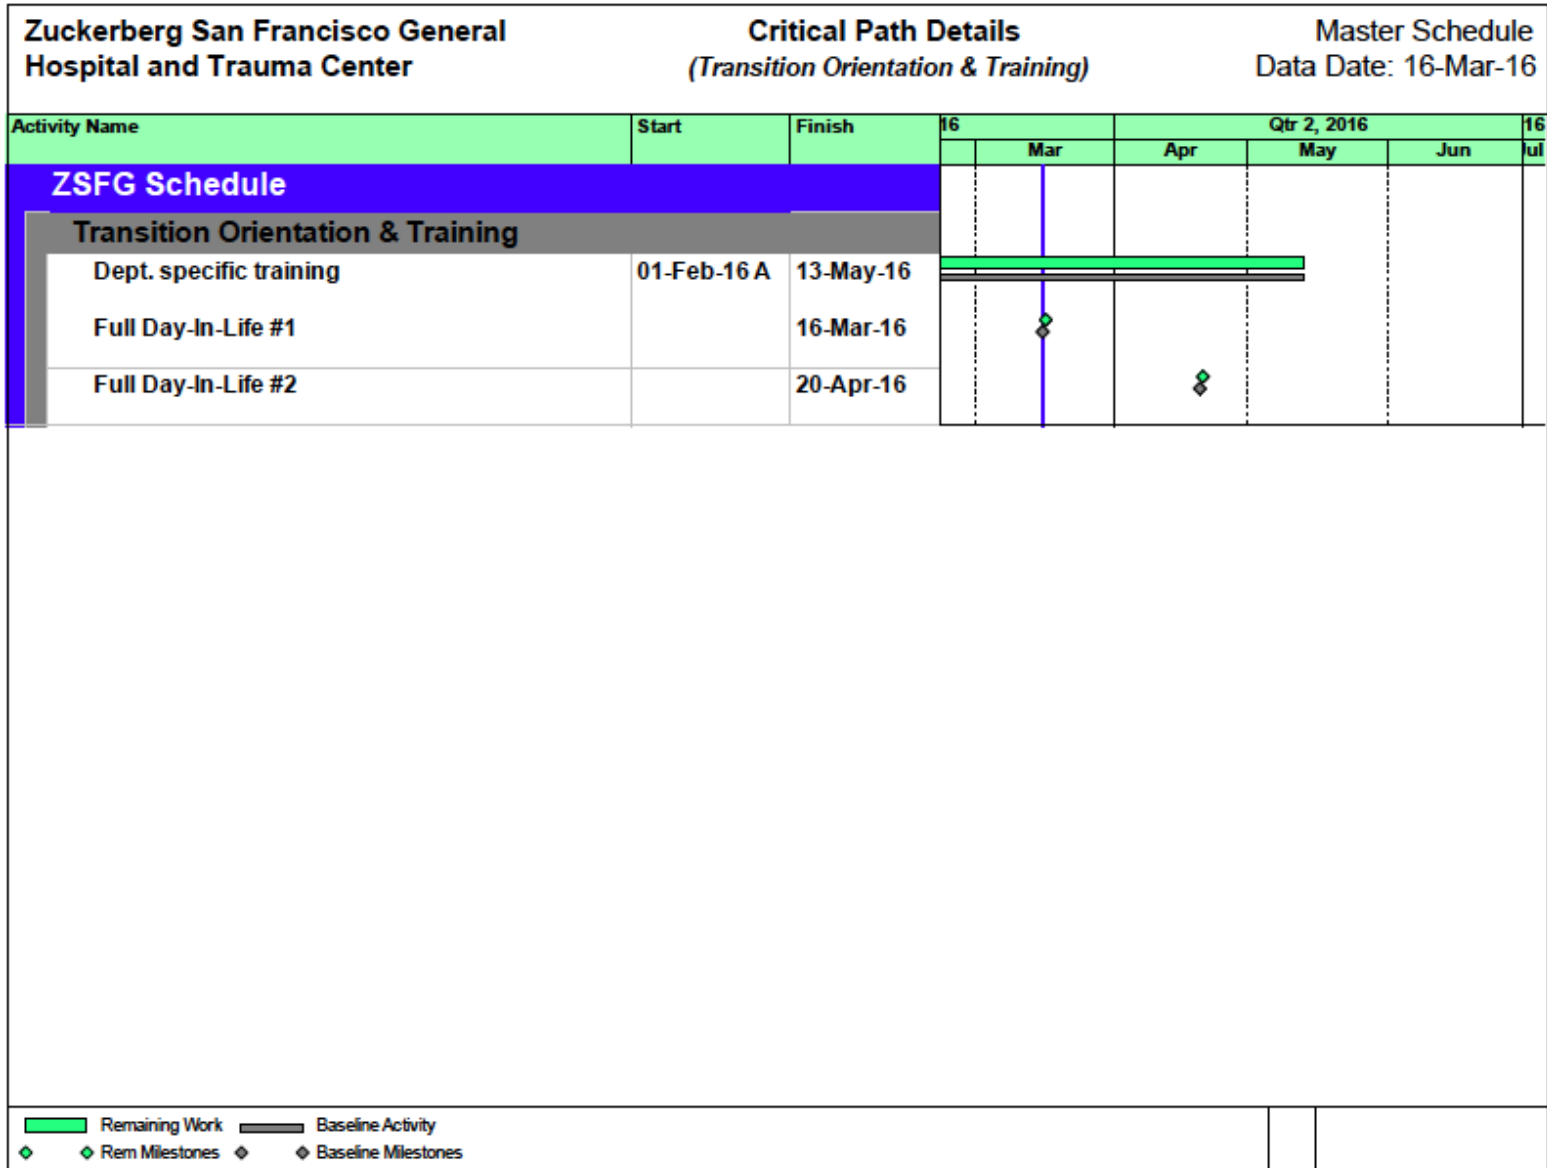 Zuckerberg San Francisco General
Hospital and Trauma Center
Critical Path Details
(Transition Orientation & Training)
Master Schedule
Data Date: 16-Mar-16
Activity Name Start Finish 16 Qtr 2, 2016 16
Mar Apr May Jun Jul
ZSFG Schedule
Transition Orientation & Training
Dept. specific training 01-Feb-16 A 13-May-16
Full Day-In-Life #1 16-Mar-16
Full Day-In-Life #2 20-Apr-16
Remaining Work Baseline Activity
Rem Milestones Baseline Milestones